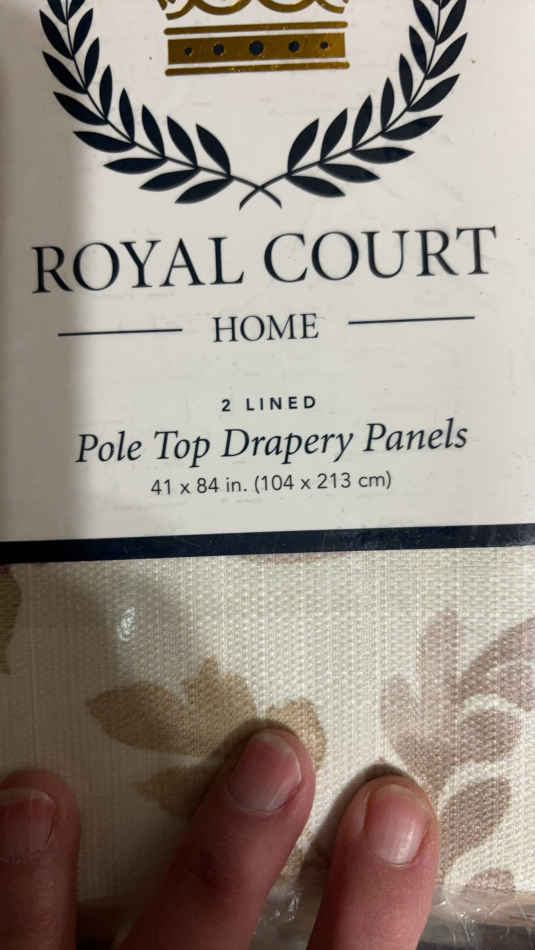 ROYAL COURT
HOME
2 LINED
Pole Top Drapery Panels
41 x 84 in. (104 x 213 cm)